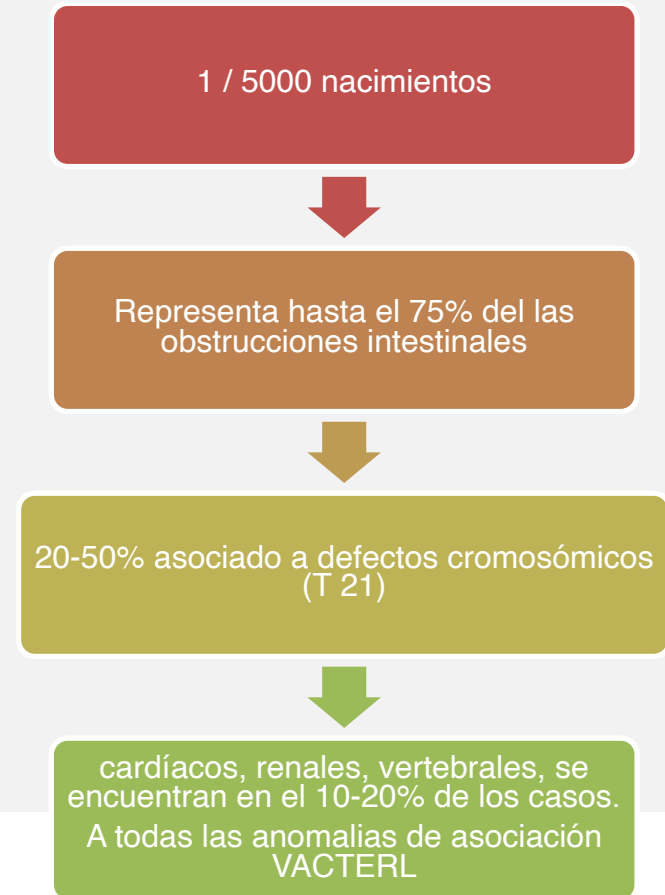 1 / 5000 nacimientos
Representa hasta el 75% del las
obstrucciones intestinales
20-50% asociado a defectos cromosómicos
(T 21)
cardíacos, renales, vertebrales, se
encuentran en el 10-20% de los casos.
A todas las anomalias de asociación
VACTERL